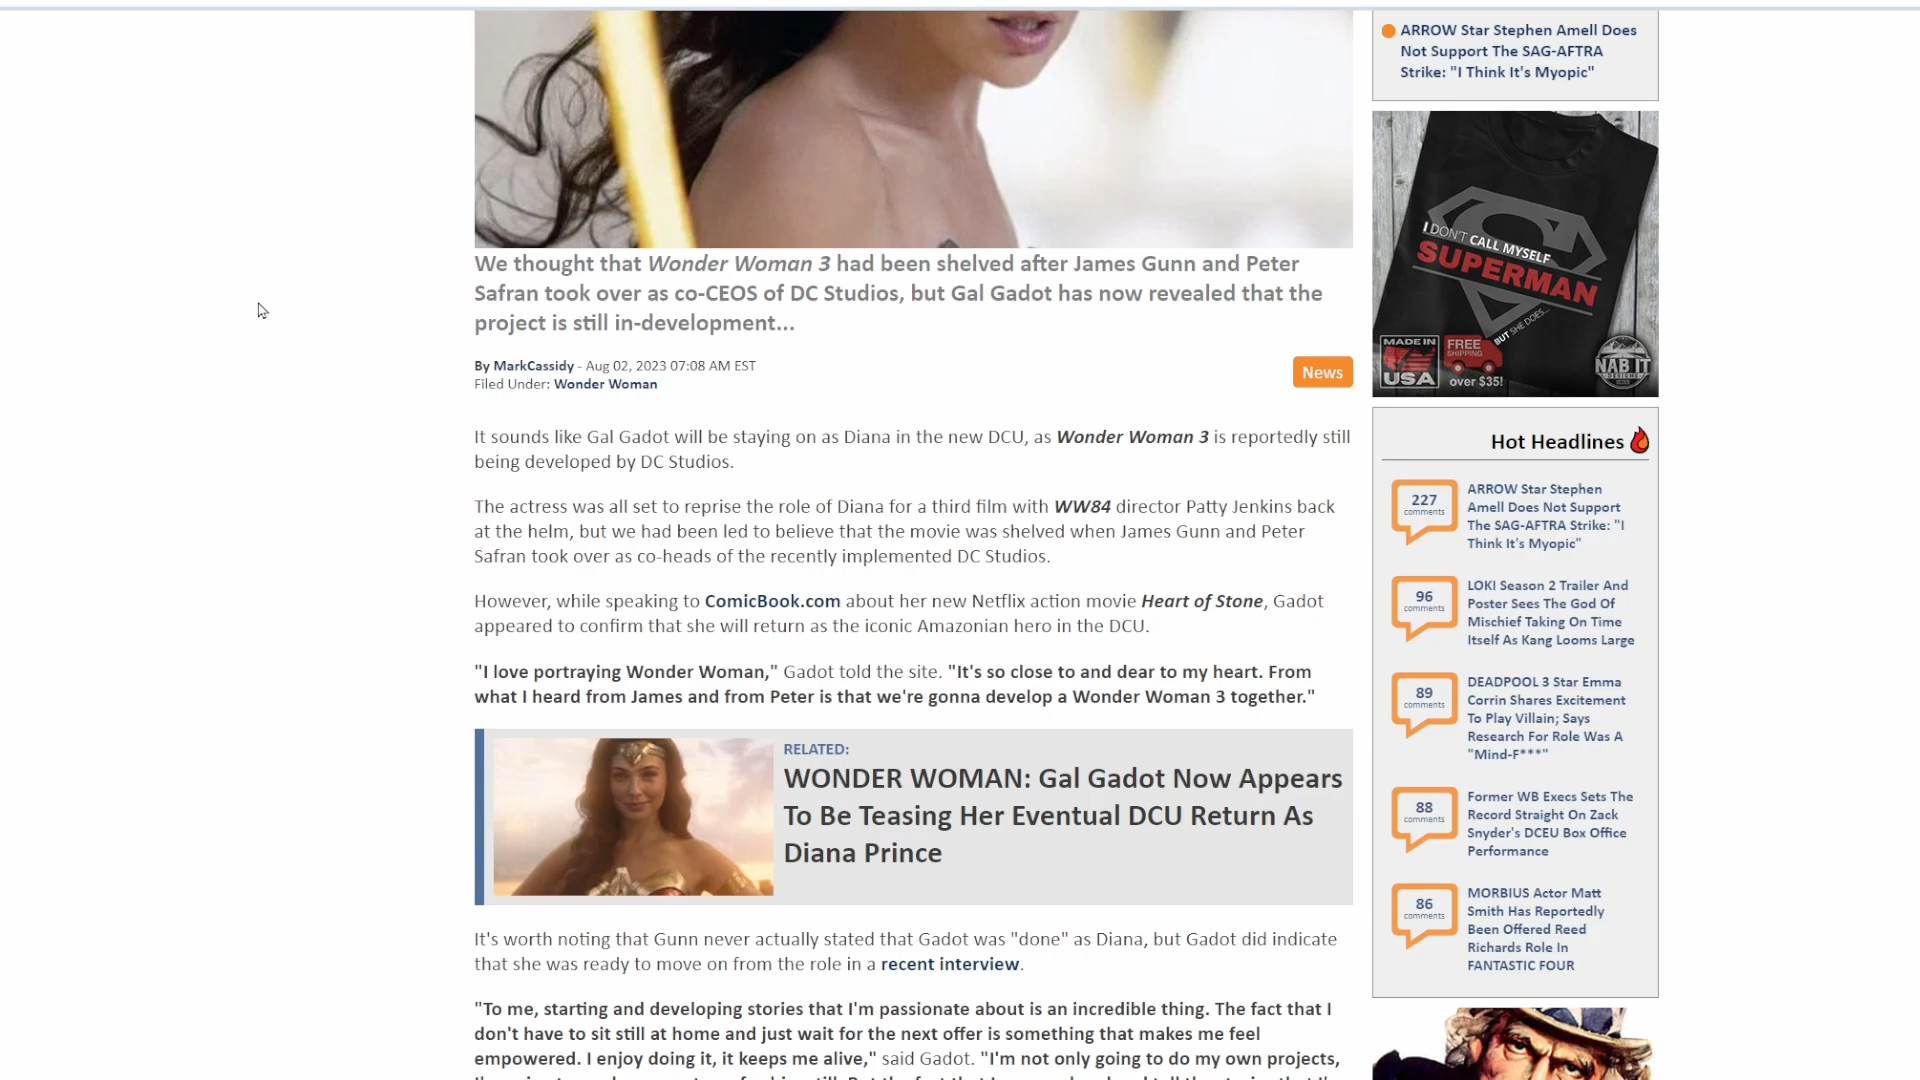 We thought that Wonder Woman 3 had been shelved after James Gunn and Peter
Safran took over as co-CEOS of DC Studios, but Gal Gadot has now revealed that the
project is still in-development...
By MarkCassidy - Aug 02, 2023 07:08 AM EST
Filed Under: Wonder Woman
News
It sounds like Gal Gadot will be staying on as Diana in the new DCU, as Wonder Woman 3 is reportedly still
being developed by DC Studios.
The actress was all set to reprise the role of Diana for a third film with WW84 director Patty Jenkins back
at the helm, but we had been led to believe that the movie was shelved when James Gunn and Peter
Safran took over as co-heads of the recently implemented DC Studios.
However, while speaking to ComicBook.com about her new Netflix action movie Heart of Stone, Gadot
appeared to confirm that she will return as the iconic Amazonian hero in the DCU.
"I love portraying Wonder Woman," Gadot told the site. "It's so close to and dear to my heart. From
what I heard from James and from Peter is that we're gonna develop a Wonder Woman 3 together."
RELATED:
WONDER WOMAN: Gal Gadot Now Appears
To Be Teasing Her Eventual DCU Return As
Diana Prince
It's worth noting that Gunn never actually stated that Gadot was "done" as Diana, but Gadot did indicate
that she was ready to move on from the role in a recent interview.
"To me, starting and developing stories that I'm passionate about is an incredible thing. The fact that I
don't have to sit still at home and just wait for the next offer is something that makes me feel
empowered. I enjoy doing it, it keeps me alive," said Gadot. "I'm not only going to do my own projects,
ARROW Star Stephen Amell Does
Not Support The SAG-AFTRA
Strike: "I Think It's Myopic"
I DON'T CALL MYSELF
SUPERMAN
BUT SHE DOES...
MADE IN
USA
FREE
SHIPPING
over $35!
NAB IT
DESIGNS
Hot Headlines
227
comments
ARROW Star Stephen
Amell Does Not Support
The SAG-AFTRA Strike: "I
Think It's Myopic"
96
comments
LOKI Season 2 Trailer And
Poster Sees The God Of
Mischief Taking On Time
Itself As Kang Looms Large
89
comments
DEADPOOL 3 Star Emma
Corrin Shares Excitement
To Play Villain; Says
Research For Role Was A
"Mind-F***"
88
comments
Former WB Execs Sets The
Record Straight On Zack
Snyder's DCEU Box Office
Performance
86
comments
MORBIUS Actor Matt
Smith Has Reportedly
Been Offered Reed
Richards Role In
FANTASTIC FOUR